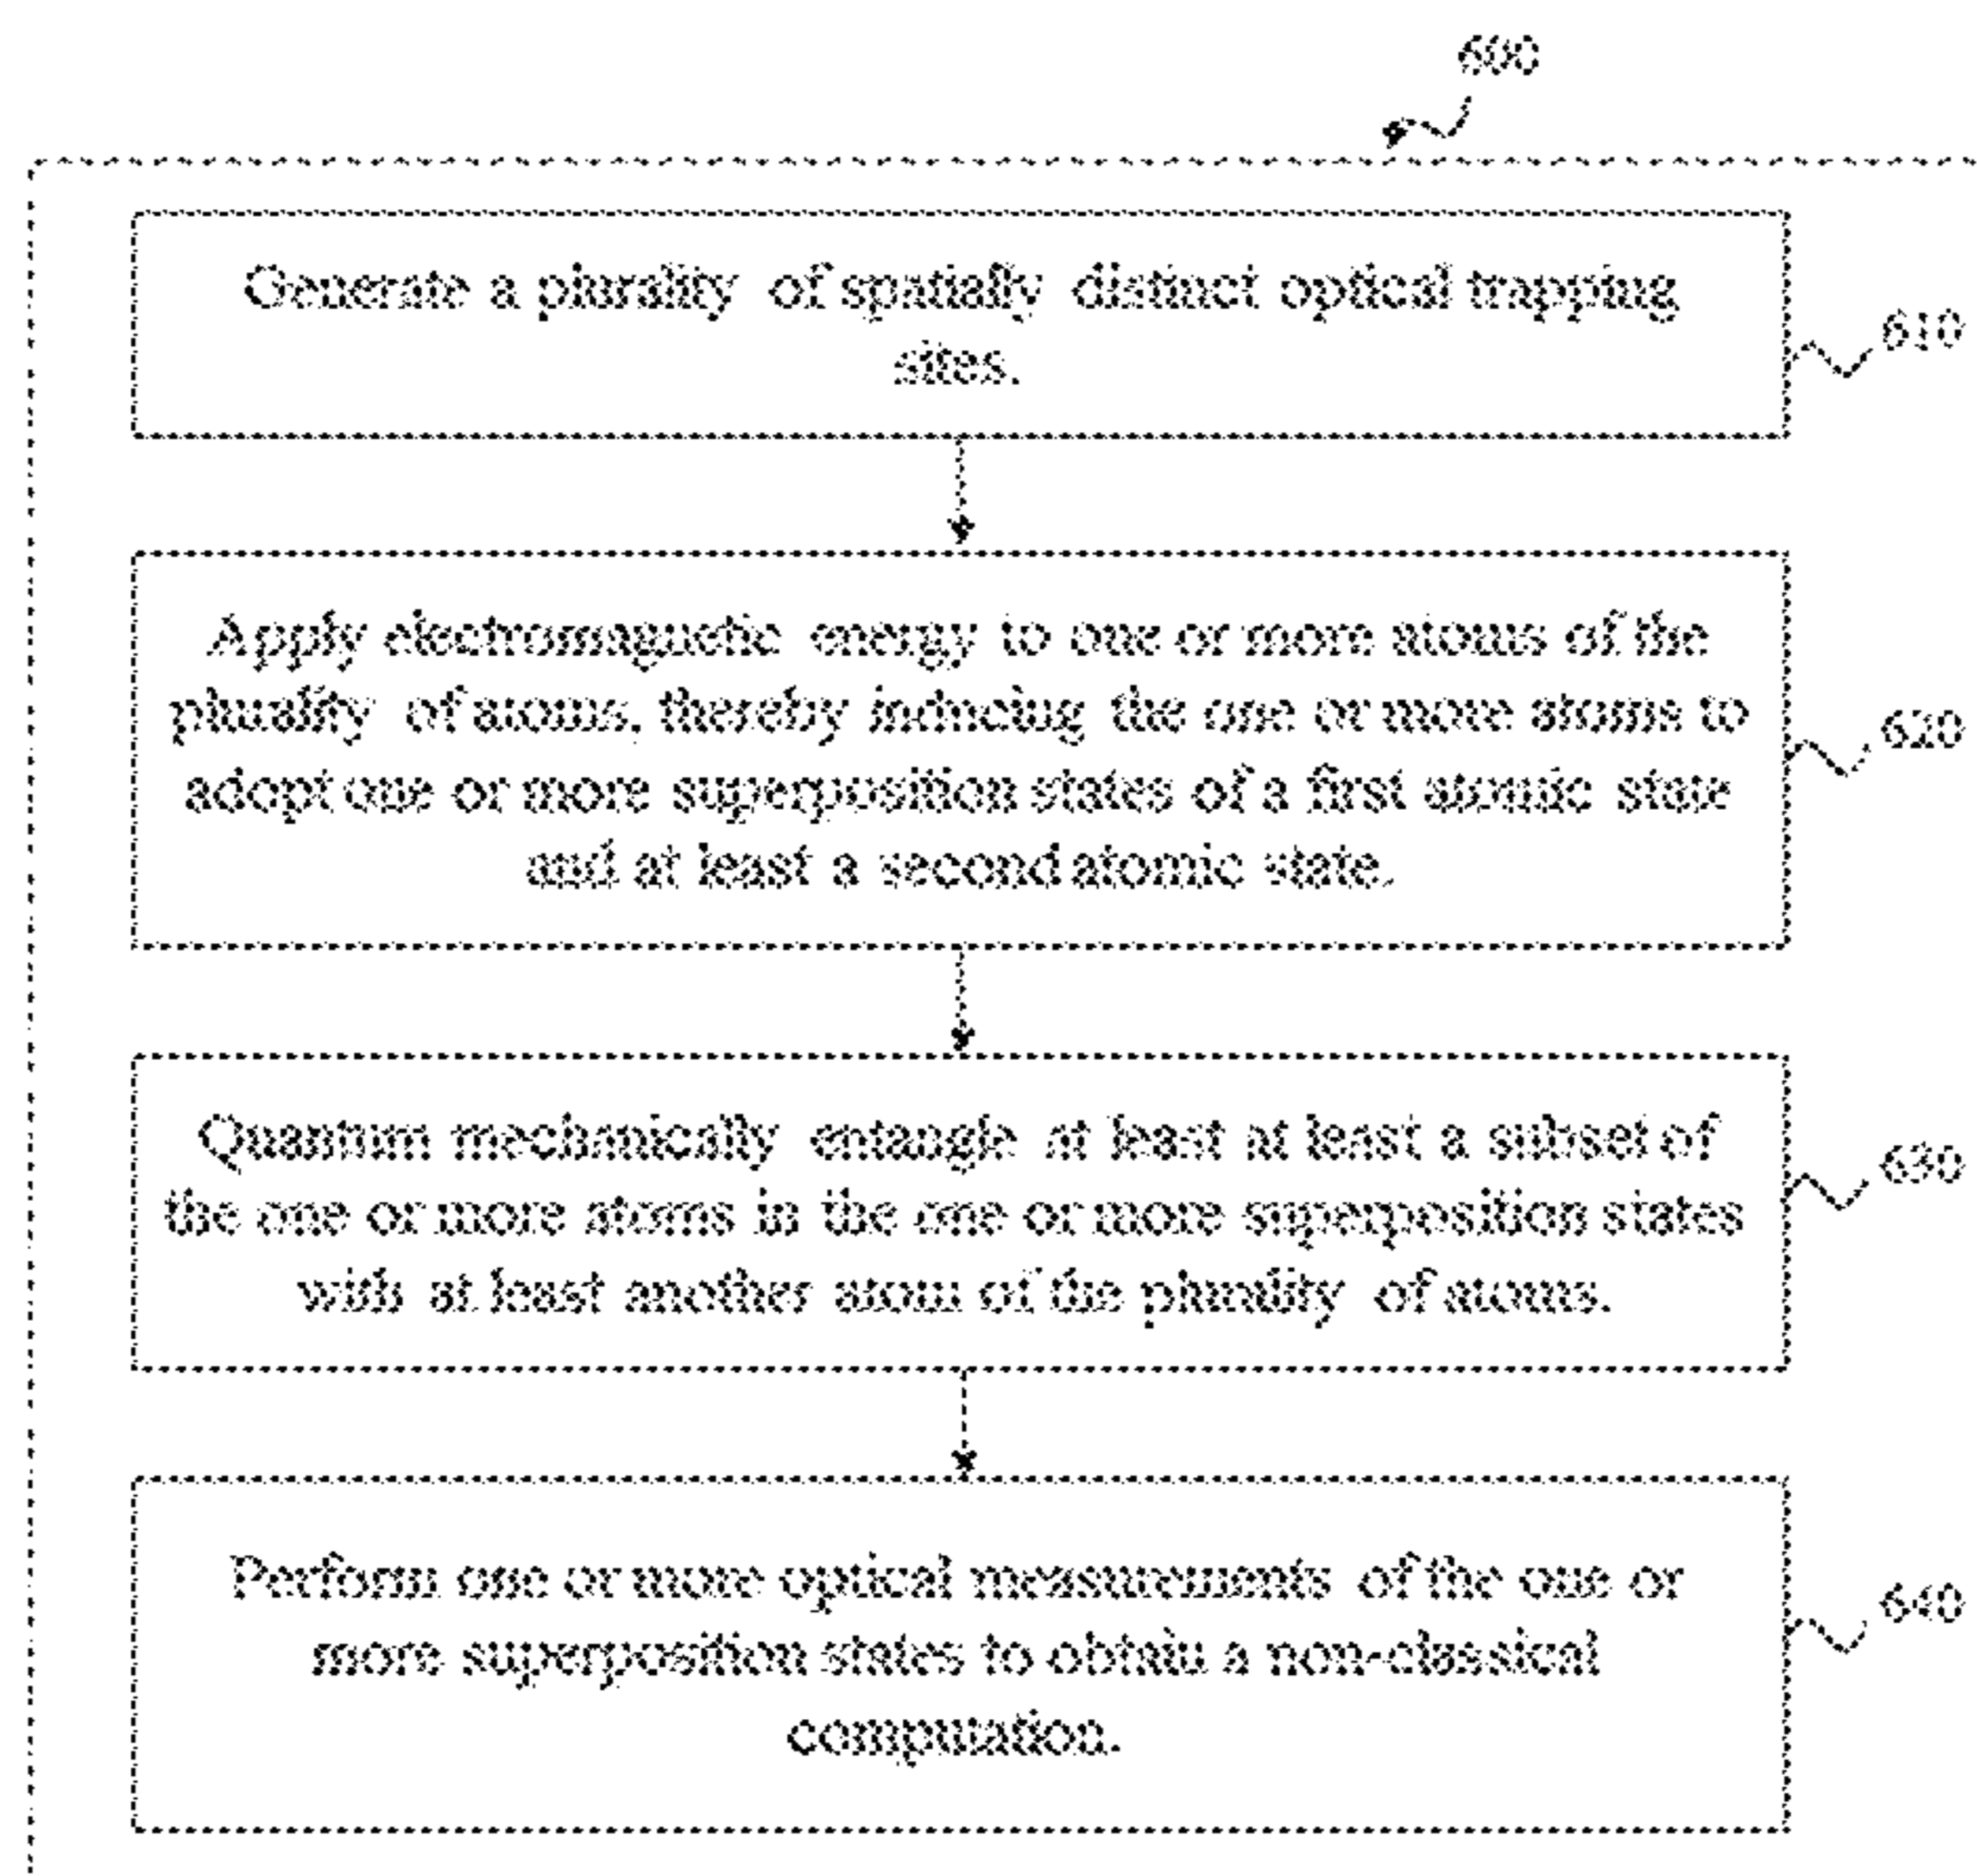 600
Generate a plurality of spatially distinct optical trapping
sites.
610
Apply electromagnetic energy to one or more atoms of the
plurality of atoms, thereby inducing the one or more atoms to
adopt one or more superposition states of a first atomic state
and at least a second atomic state.
620
Quantum mechanically entangle at least at least a subset of
the one or more atoms in the one or more superposition states
with at least another atom of the plurality of atoms.
630
Perform one or more optical measurements of the one or
more superposition states to obtain a non-classical
computation.
640